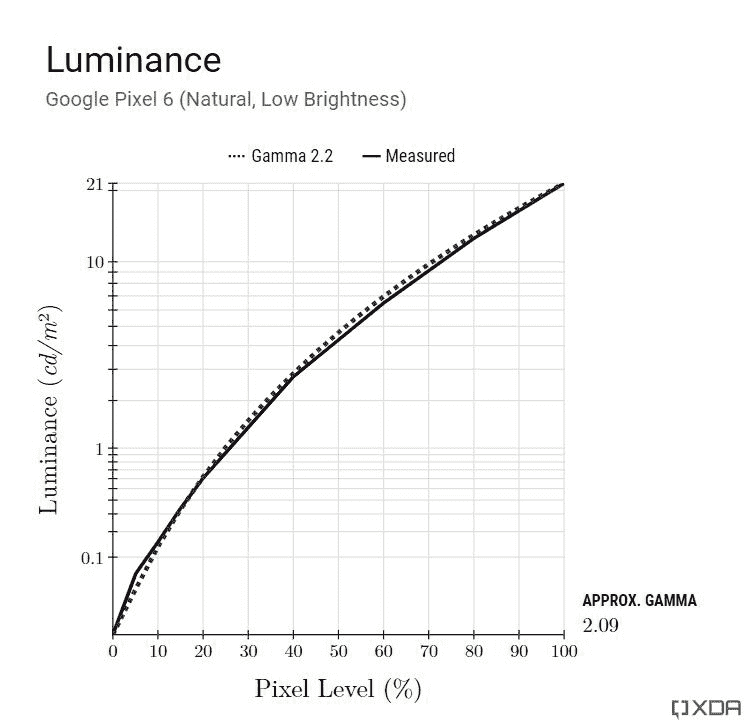 Luminance
Google Pixel 6 (Natural, Low Brightness)
Gamma 2.2 Measured
21
10
1
0.1
Luminance (cd/m²)
0 10 20 30 40 50 60 70 80 90 100
Pixel Level (%)
APPROX. GAMMA
2.09
XDA